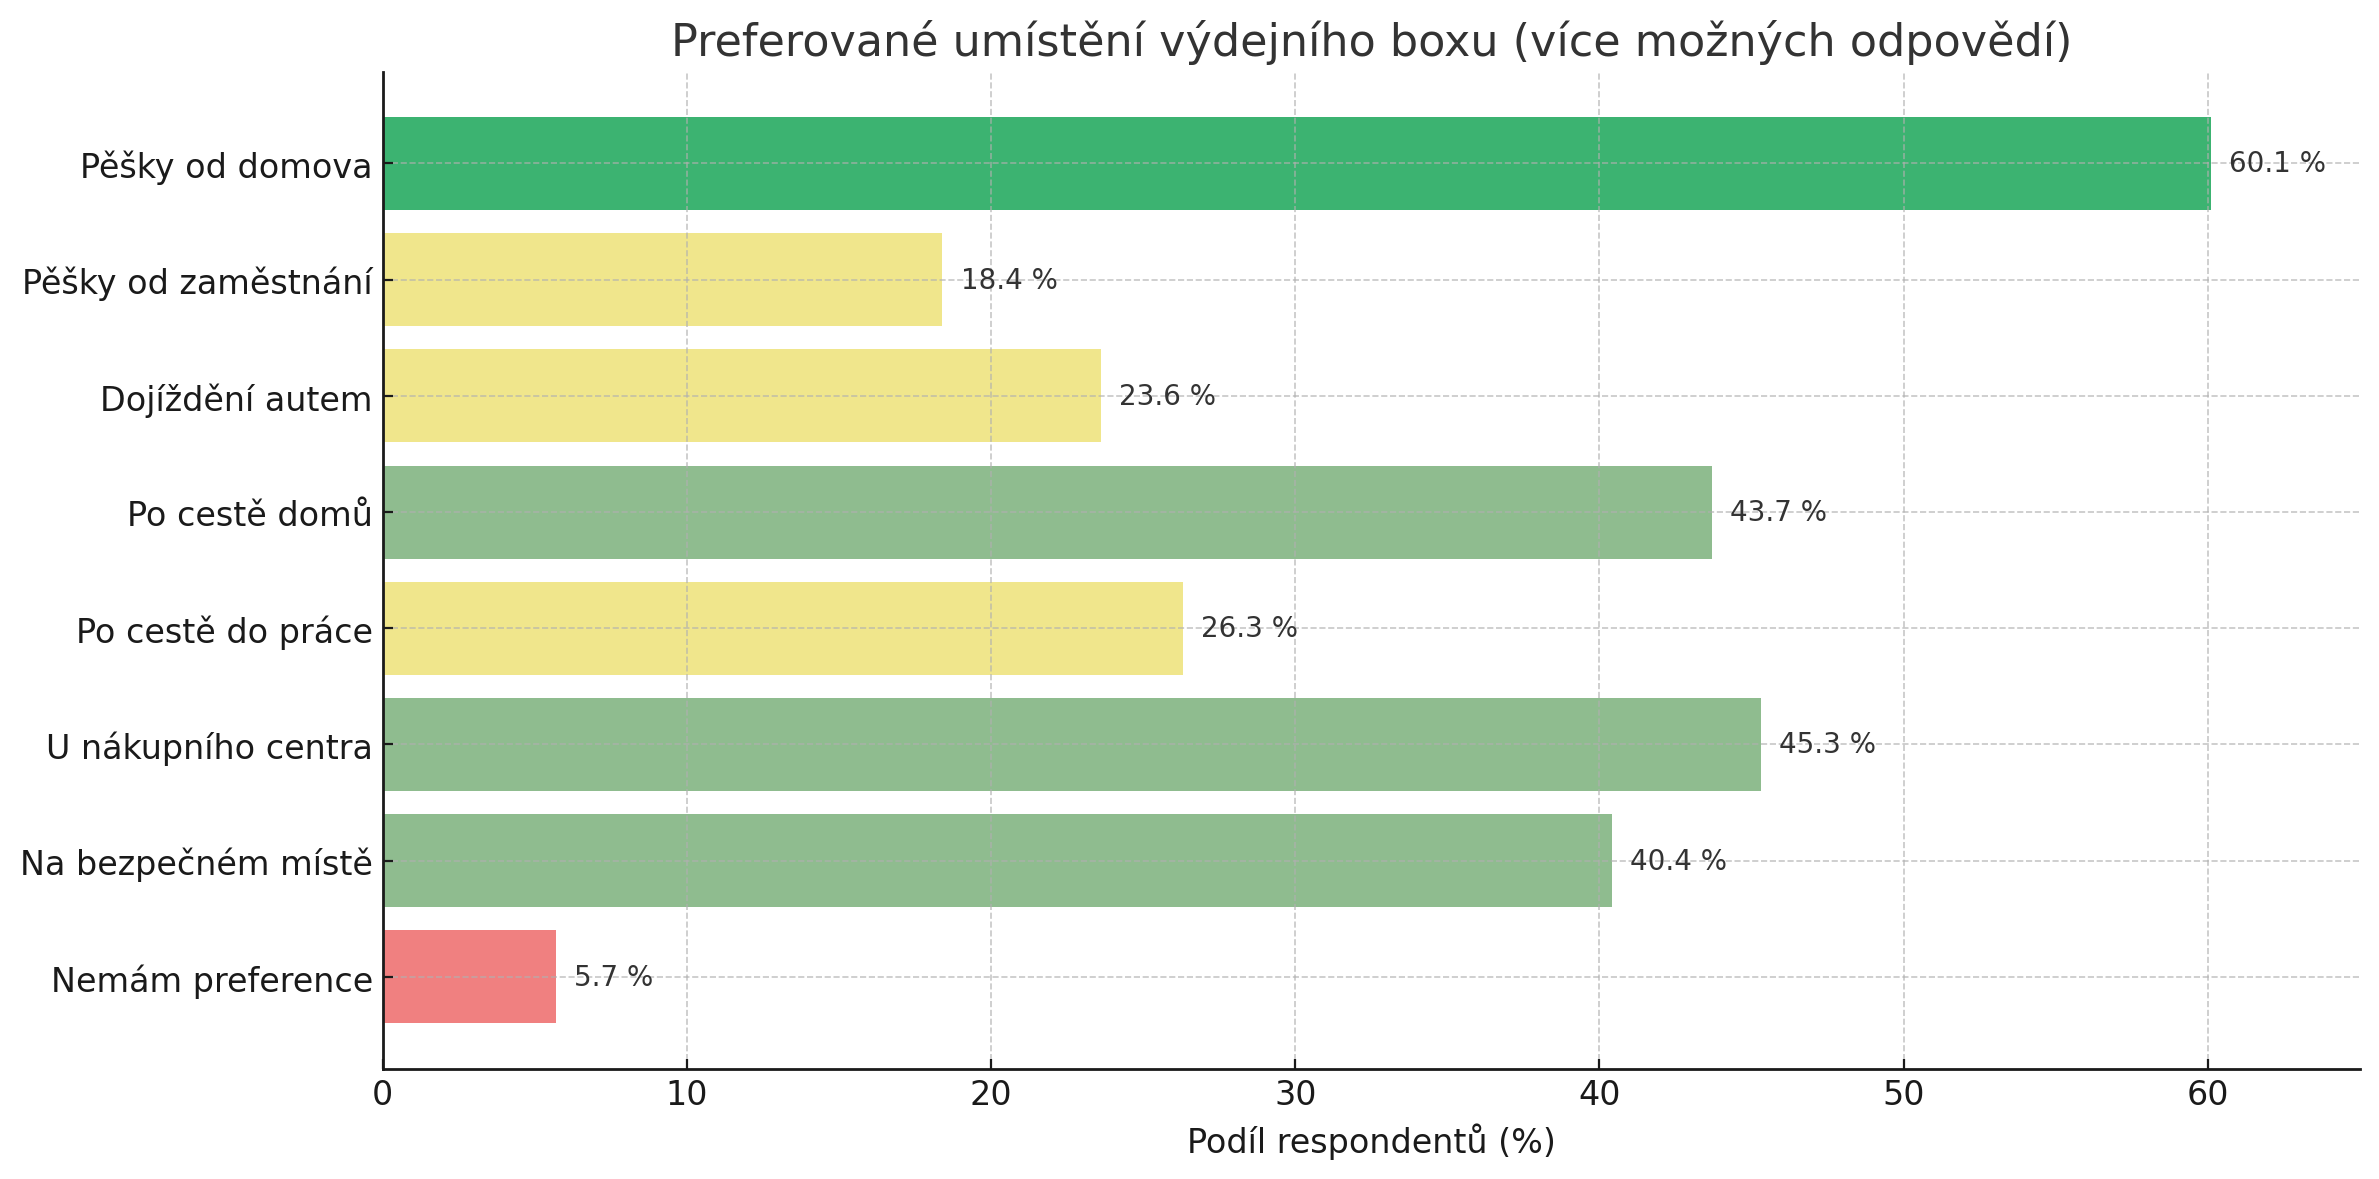 Preferované umístění výdejního boxu (více možných odpovědí)
Pěšky od domova 60.1 %
Pěšky od zaměstnání 18.4 %
Dojíždění autem 23.6 %
Po cestě domů 43.7 %
Po cestě do práce 26.3 %
U nákupního centra 45.3 %
Na bezpečném místě 40.4 %
Nemám preference 5.7 %
0 10 20 30 40 50 60
Podíl respondentů (%)